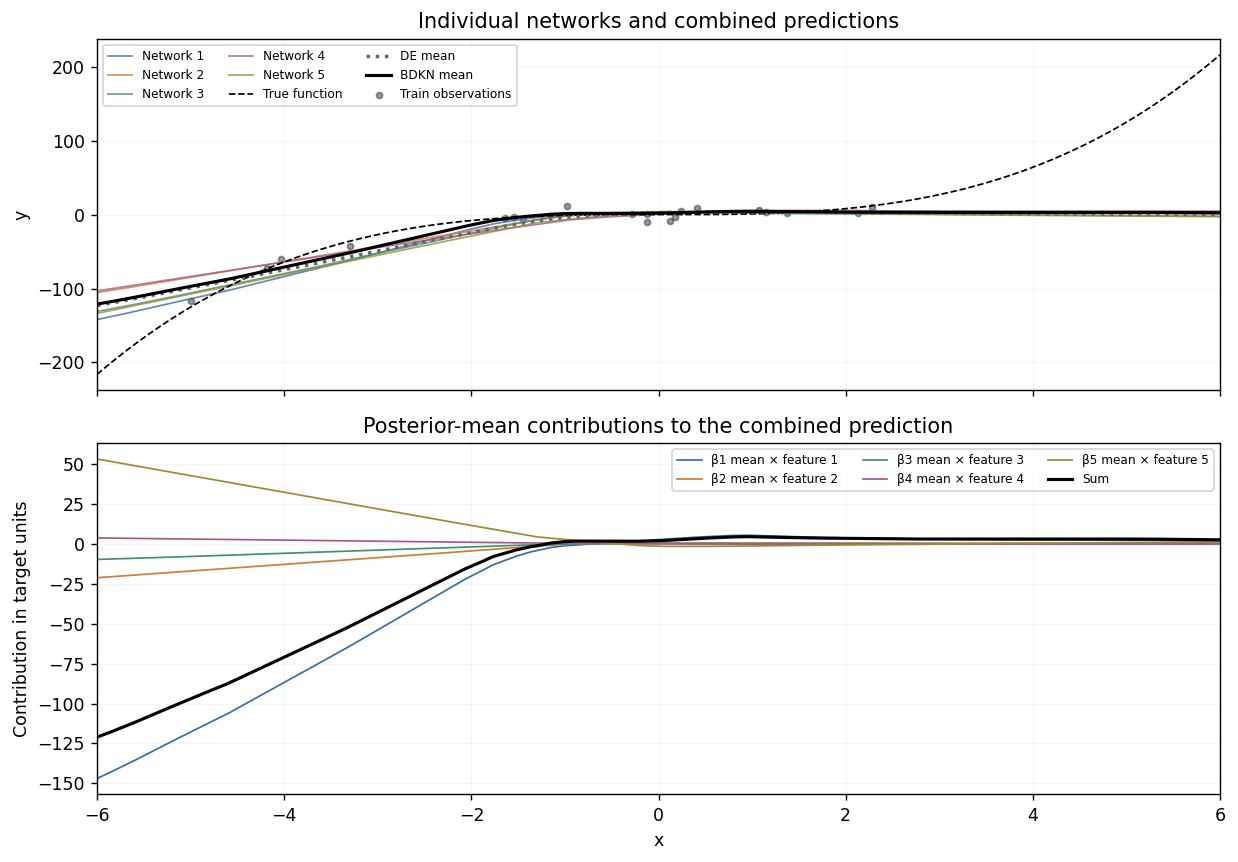 Individual networks and combined predictions
Network 1 Network 4 DE mean
Network 2 Network 5 BDKN mean
Network 3 True function Train observations
200
100
0
−100
−200
y
Posterior-mean contributions to the combined prediction
β1 mean × feature 1 β3 mean × feature 3 β5 mean × feature 5
β2 mean × feature 2 β4 mean × feature 4 Sum
50
25
0
−25
−50
−75
−100
−125
−150
Contribution in target units
−6 −4 −2 0 2 4 6
x